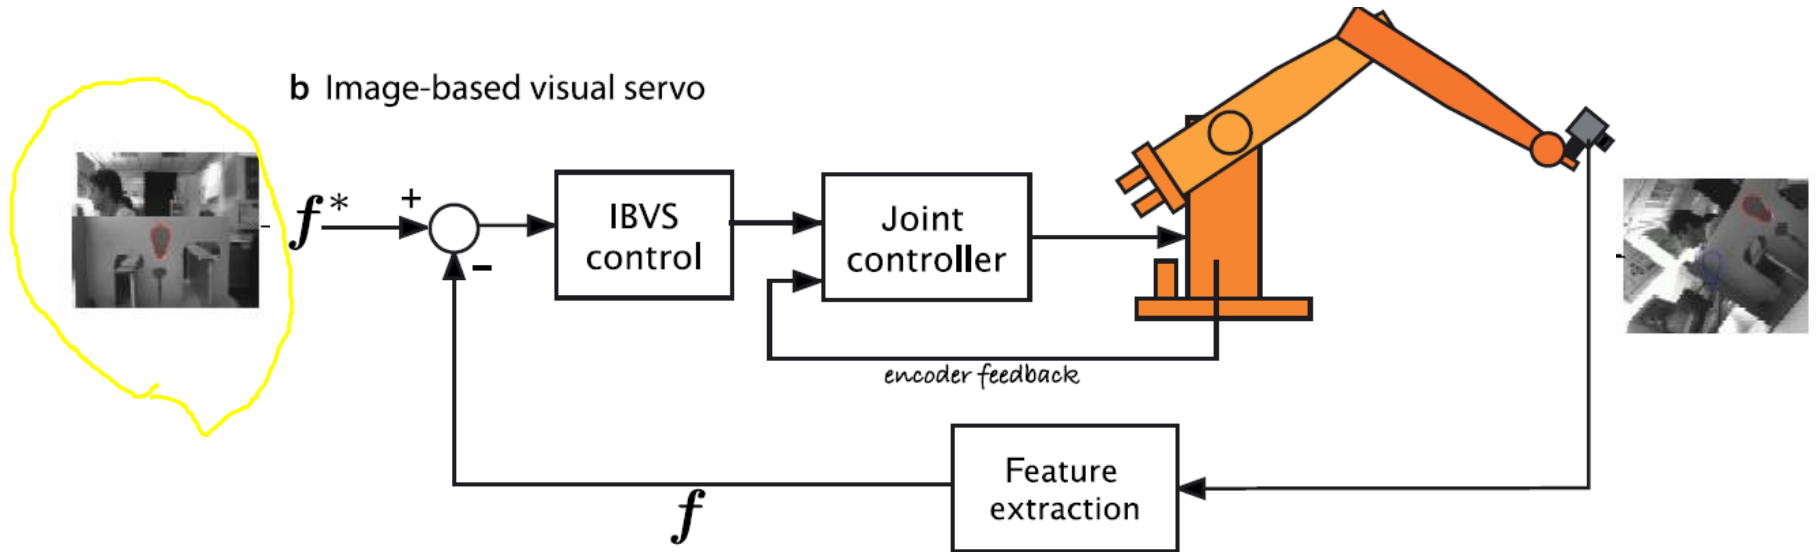 b Image-based visual servo
f*
+
-
IBVS
control
Joint
controller
encoder feedback
Feature
extraction
f